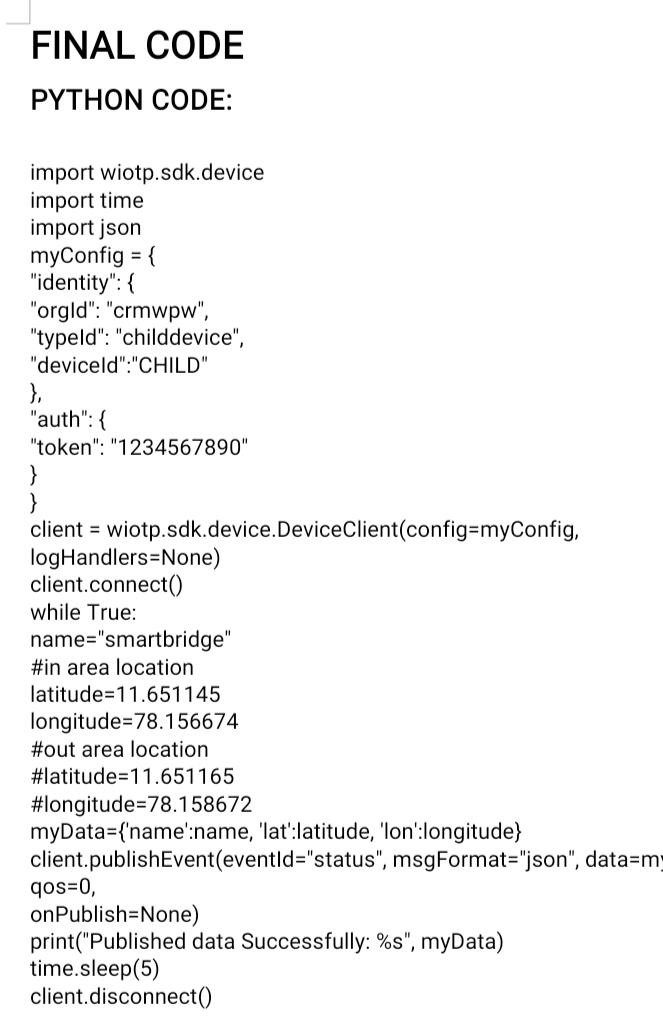 FINAL CODE
PYTHON CODE:
import wiotp.sdk.device
import time
import json
myConfig = {
"identity": {
"orgId": "crmwpw",
"typeId": "childdevice",
"deviceId":"CHILD"
},
"auth": {
"token": "1234567890"
}
}
client = wiotp.sdk.device.DeviceClient(config=myConfig,
logHandlers=None)
client.connect()
while True:
name="smartbridge"
#in area location
latitude=11.651145
longitude=78.156674
#out area location
#latitude=11.651165
#longitude=78.158672
myData={'name':name, 'lat':latitude, 'lon':longitude}
client.publishEvent(eventId="status", msgFormat="json", data=my
qos=0,
onPublish=None)
print("Published data Successfully: %s", myData)
time.sleep(5)
client.disconnect()